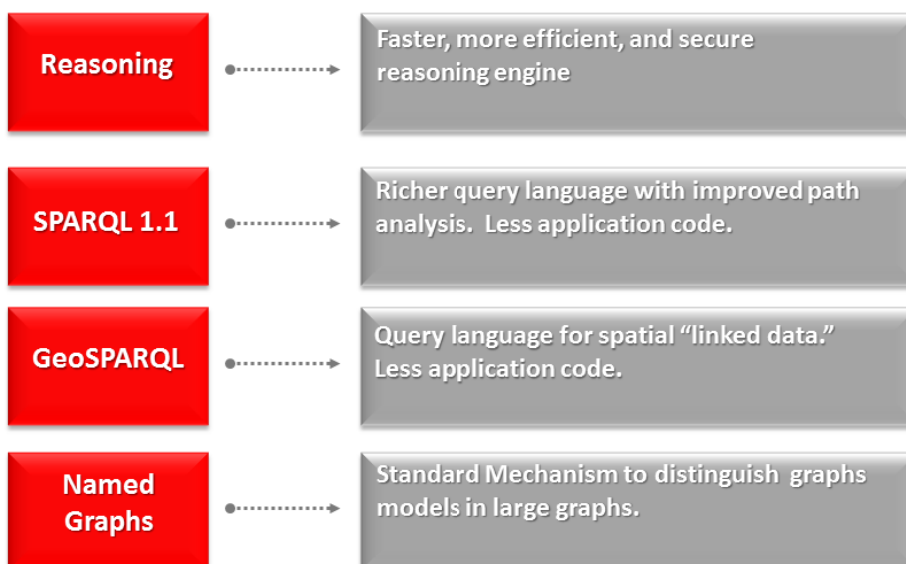 Reasoning
Faster, more efficient, and secure
reasoning engine
SPARQL 1.1
Richer query language with improved path
analysis.  Less application code.
GeoSPARQL
Query language for spatial “linked data.”
Less application code.
Named
Graphs
Standard Mechanism to distinguish  graphs
models in large graphs.